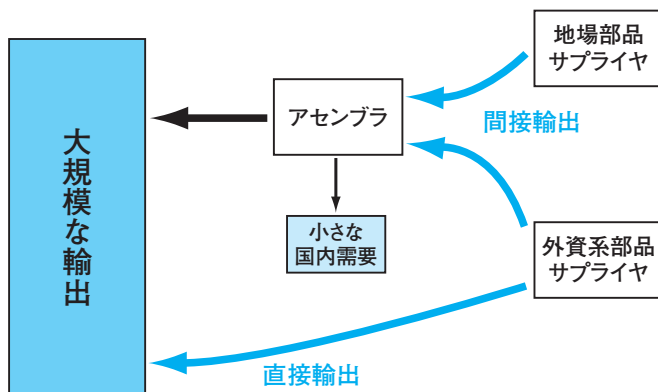 大規模な輸出
アセンブラ
小さな
国内需要
地場部品
サプライヤ
間接輸出
外資系部品
サプライヤ
直接輸出